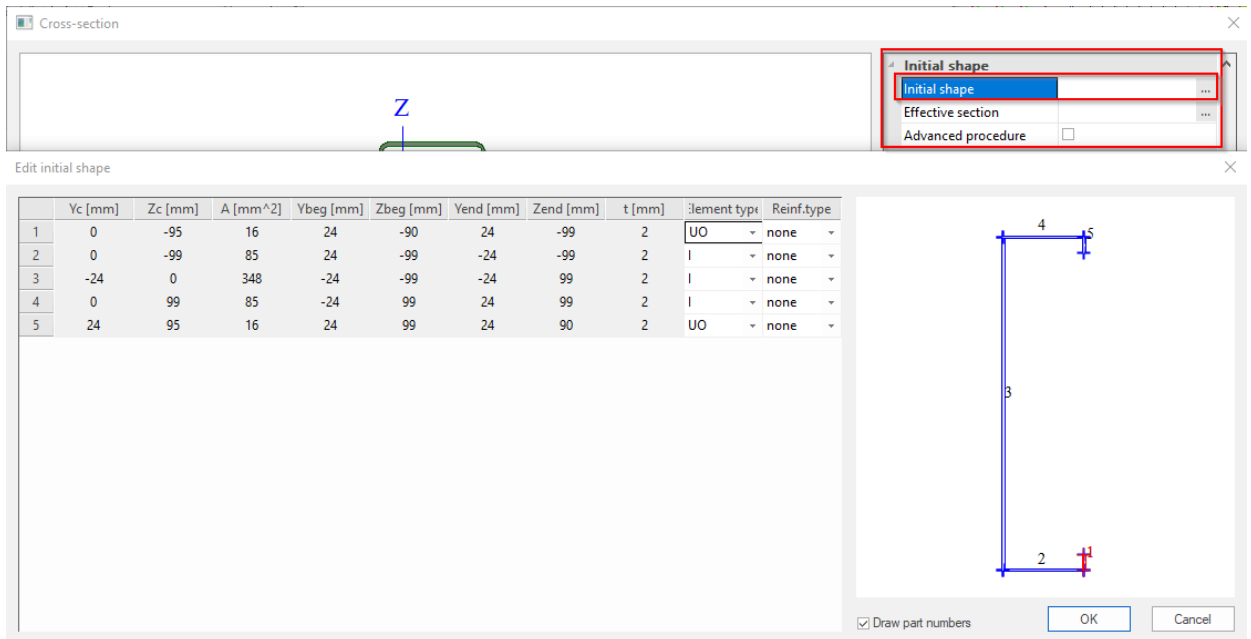 Cross-section
Z
Initial shape
Initial shape ...
Effective section ...
Advanced procedure
Edit initial shape
Yc [mm] Zc [mm] A [mm^2] Ybeg [mm] Zbeg [mm] Yend [mm] Zend [mm] t [mm] Element type Reinf.type
1 0 -95 16 24 -90 24 -99 2 UO none
2 0 -99 85 24 -99 -24 -99 2 I none
3 -24 0 348 -24 -99 -24 99 2 I none
4 0 99 85 -24 99 24 99 2 I none
5 24 95 16 24 99 24 90 2 UO none
4
5
3
2
1
Draw part numbers
OK
Cancel